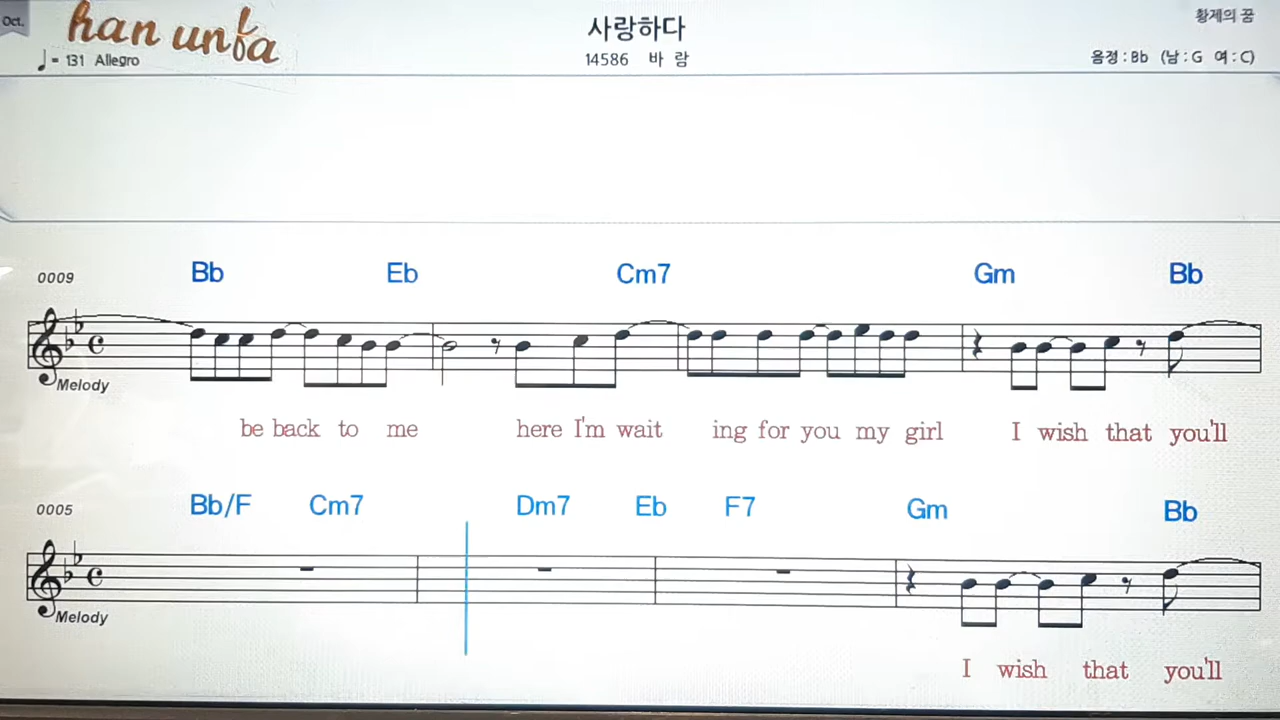 Oct.
han unta
♩= 131 Allegro
사랑하다
14586 바 람
황제의 꿈
음정 : Bb (남 : G 여 : C)
0009
Bb Eb Cm7 Gm Bb
Melody
be back to me here I'm wait ing for you my girl I wish that you'll
0005
Bb/F Cm7 Dm7 Eb F7 Gm Bb
Melody
I wish that you'll